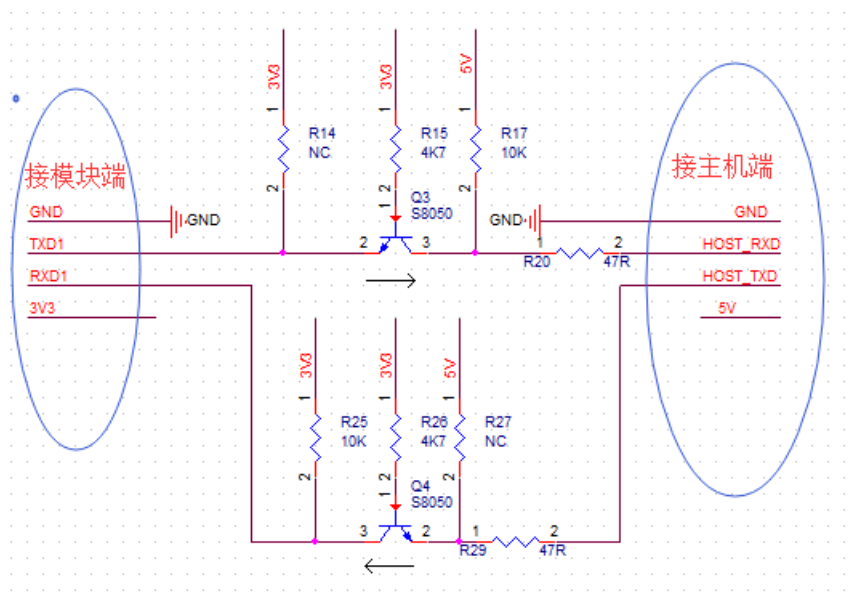 3V3
3V3
5V
1
1
1
R14
NC
R15
4K7
R17
10K
2
2
2
1
Q3
S8050
接模块端
接主机端
GND
GND
GND
GND
TXD1
2
3
1
2
HOST_RXD
R20
47R
RXD1
HOST_TXD
3V3
5V
3V3
3V3
5V
1
1
1
R25
10K
R26
4K7
R27
NC
2
2
2
1
Q4
S8050
3
2
1
2
R29
47R